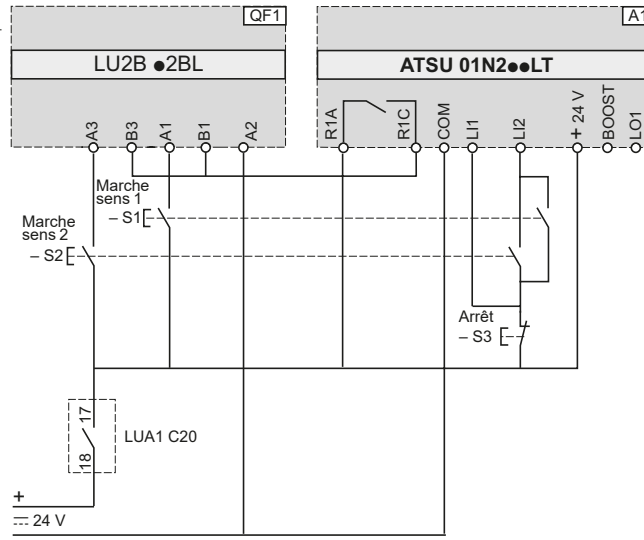 QF1
A1
LU2B ●2BL
ATSU 01N2●●LT
A3
B3
A1
B1
A2
R1A
R1C
COM
LI1
LI2
+ 24 V
BOOST
LO1
Marche
sens 1
– S1
Marche
sens 2
– S2
Arrêt
– S3
17
18
LUA1 C20
+
24 V